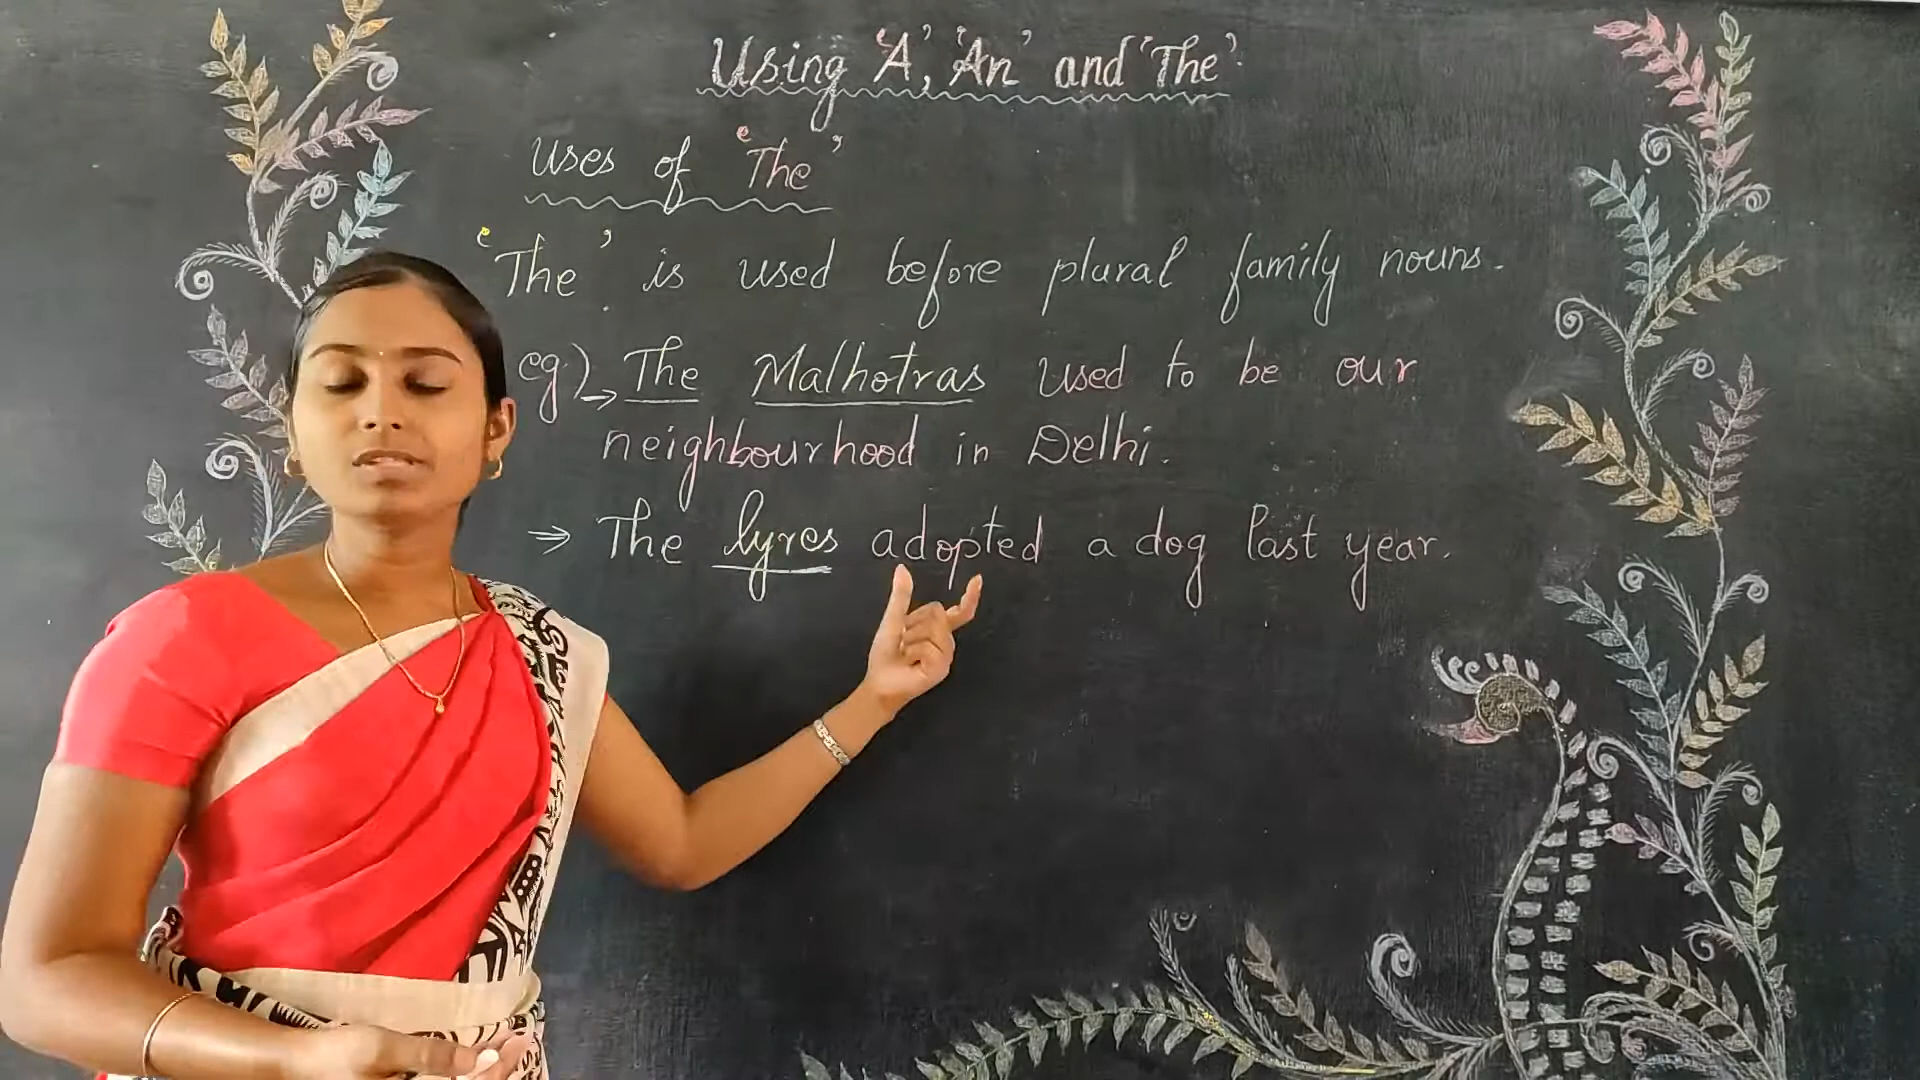 Using 'A', 'An' and 'The'
Uses of 'The'
'The' is used before plural family nouns.
eg) → The Malhotras used to be our
neighbourhood in Delhi.
⇒ The lyres adopted a dog last year.